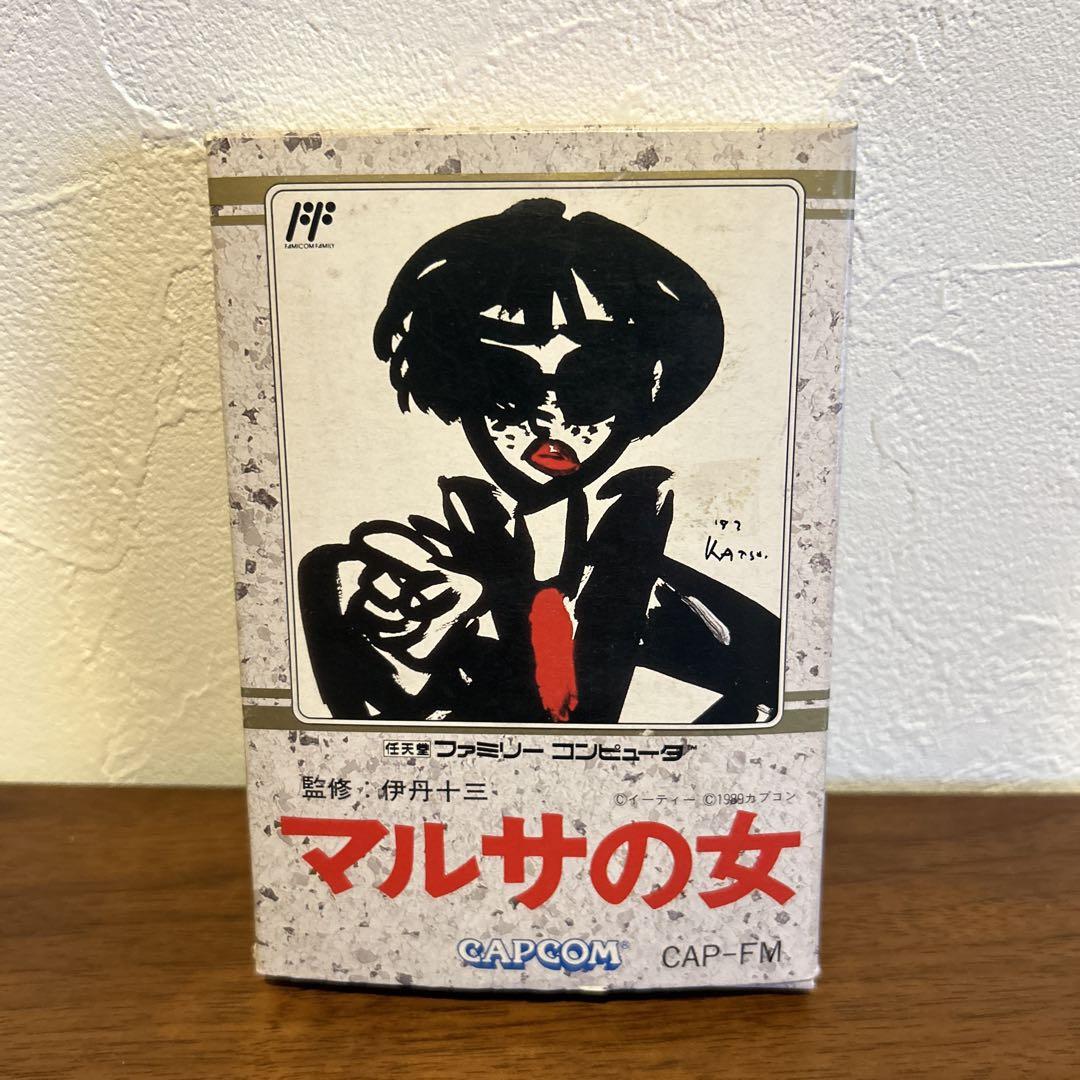 FAMICOM FAMILY
'87
KATSU.
任天堂 ファミリー コンピュータ™
監修：伊丹十三
©イーティー ©1989カプコン
マルサの女
CAPCOM® CAP-FM